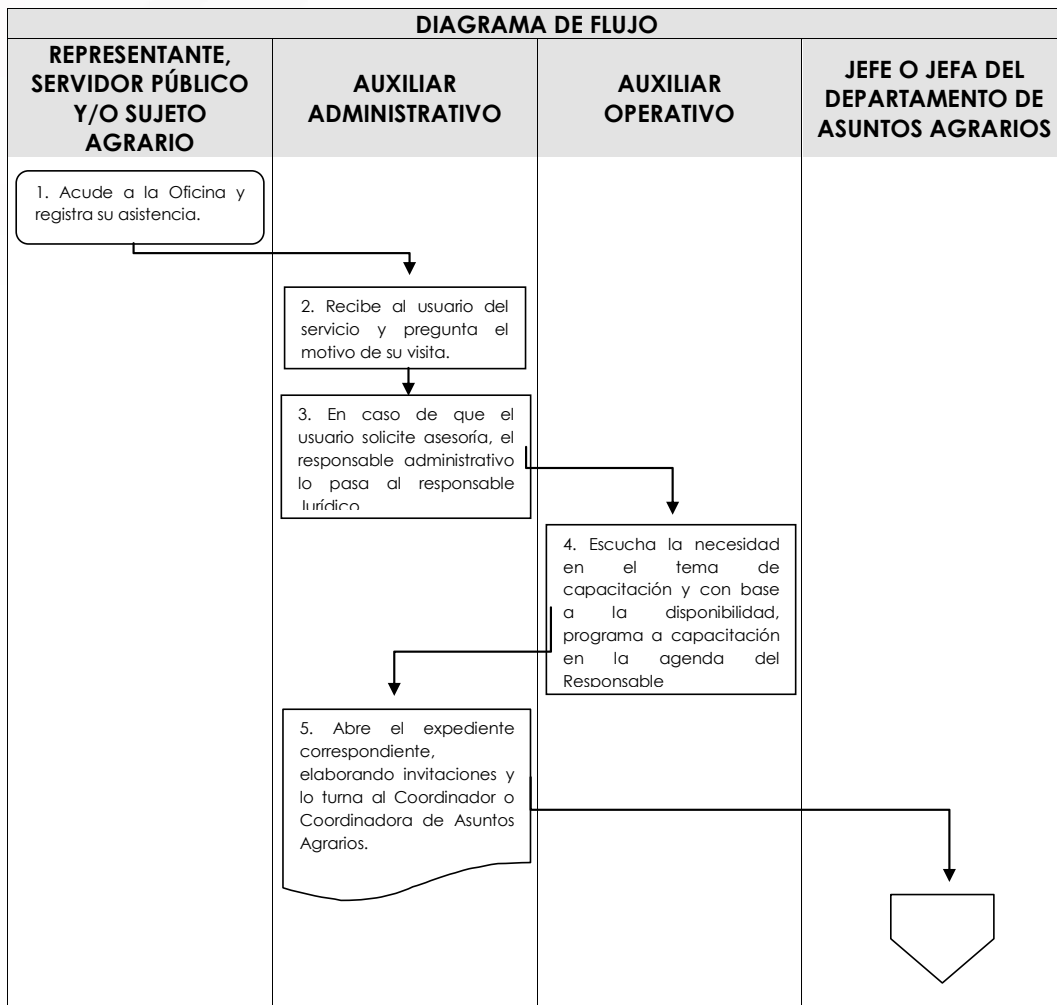 DIAGRAMA DE FLUJO
REPRESENTANTE,
SERVIDOR PÚBLICO
Y/O SUJETO
AGRARIO
AUXILIAR
ADMINISTRATIVO
AUXILIAR
OPERATIVO
JEFE O JEFA DEL
DEPARTAMENTO DE
ASUNTOS AGRARIOS
1. Acude a la Oficina y
registra su asistencia.
2. Recibe al usuario del
servicio y pregunta el
motivo de su visita.
3. En caso de que el
usuario solicite asesoría, el
responsable administrativo
lo pasa al responsable
Jurídico
4. Escucha la necesidad
en el tema de
capacitación y con base
a la disponibilidad,
programa a capacitación
en la agenda del
Responsable
5. Abre el expediente
correspondiente,
elaborando invitaciones y
lo turna al Coordinador o
Coordinadora de Asuntos
Agrarios.